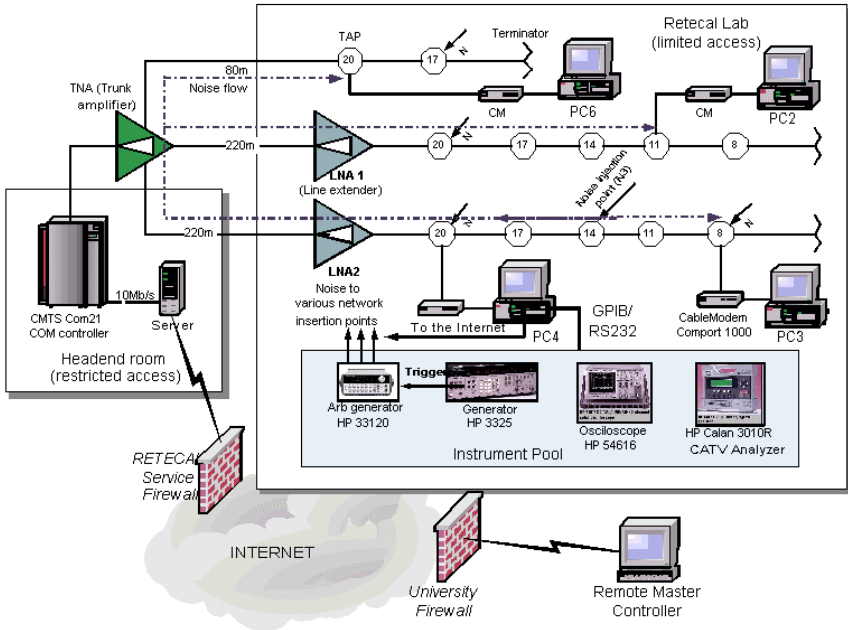 TAP
20
17
N
Terminator
Retecal Lab
(limited access)
80m
Noise flow
TNA (Trunk
amplifier)
CM
PC6
CM
PC2
220m
LNA 1
(Line extender)
20
N
17
14
11
8
Noise Injection
point (N3)
220m
LNA2
20
N
17
14
11
8
N
CMTS Com21
COM controller
10Mb/s
Server
Headend room
(restricted access)
Noise to
various network
insertion points
To the Internet
PC4
GPIB/
RS232
CableModem
Comport 1000
PC3
Trigger
Arb generator
HP 33120
Generator
HP 3325
Osciloscope
HP 54616
HP Calan 3010R
CATV Analyzer
Instrument Pool
RETECAL
Service
Firewall
INTERNET
University
Firewall
Remote Master
Controller